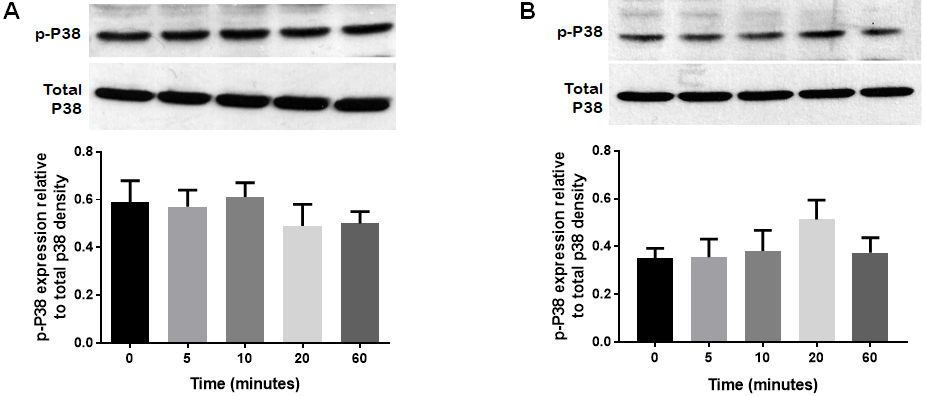 A
p-P38
Total
P38
p-P38 expression relative
to total p38 density
0.8
0.6
0.4
0.2
0.0
0 5 10 20 60
Time (minutes)
B
p-P38
Total
P38
p-P38 expression relative
to total p38 density
0.8
0.6
0.4
0.2
0.0
0 5 10 20 60
Time (minutes)